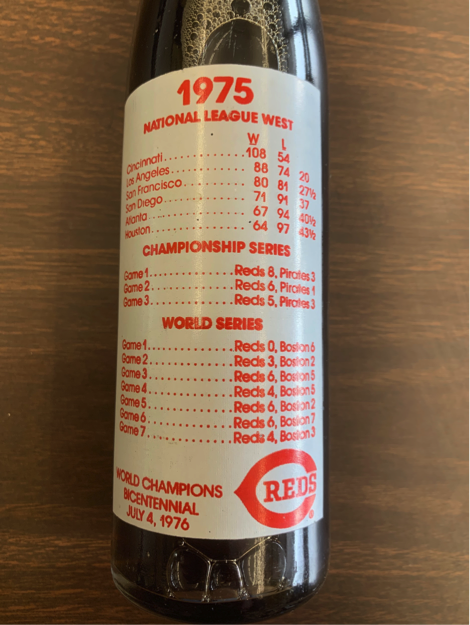 1975
NATIONAL LEAGUE WEST
W L
Cincinnati..............108 54
Los Angeles..............88 74 20
San Francisco............80 81 27½
San Diego................71 91 37
Atlanta..................67 94 40½
Houston..................64 97 43½
CHAMPIONSHIP SERIES
Game 1..............Reds 8, Pirates 3
Game 2..............Reds 6, Pirates 1
Game 3..............Reds 5, Pirates 3
WORLD SERIES
Game 1..............Reds 0, Boston 6
Game 2..............Reds 3, Boston 2
Game 3..............Reds 6, Boston 5
Game 4..............Reds 4, Boston 5
Game 5..............Reds 6, Boston 2
Game 6..............Reds 6, Boston 7
Game 7..............Reds 4, Boston 3
WORLD CHAMPIONS
BICENTENNIAL
JULY 4, 1976
REDS
®